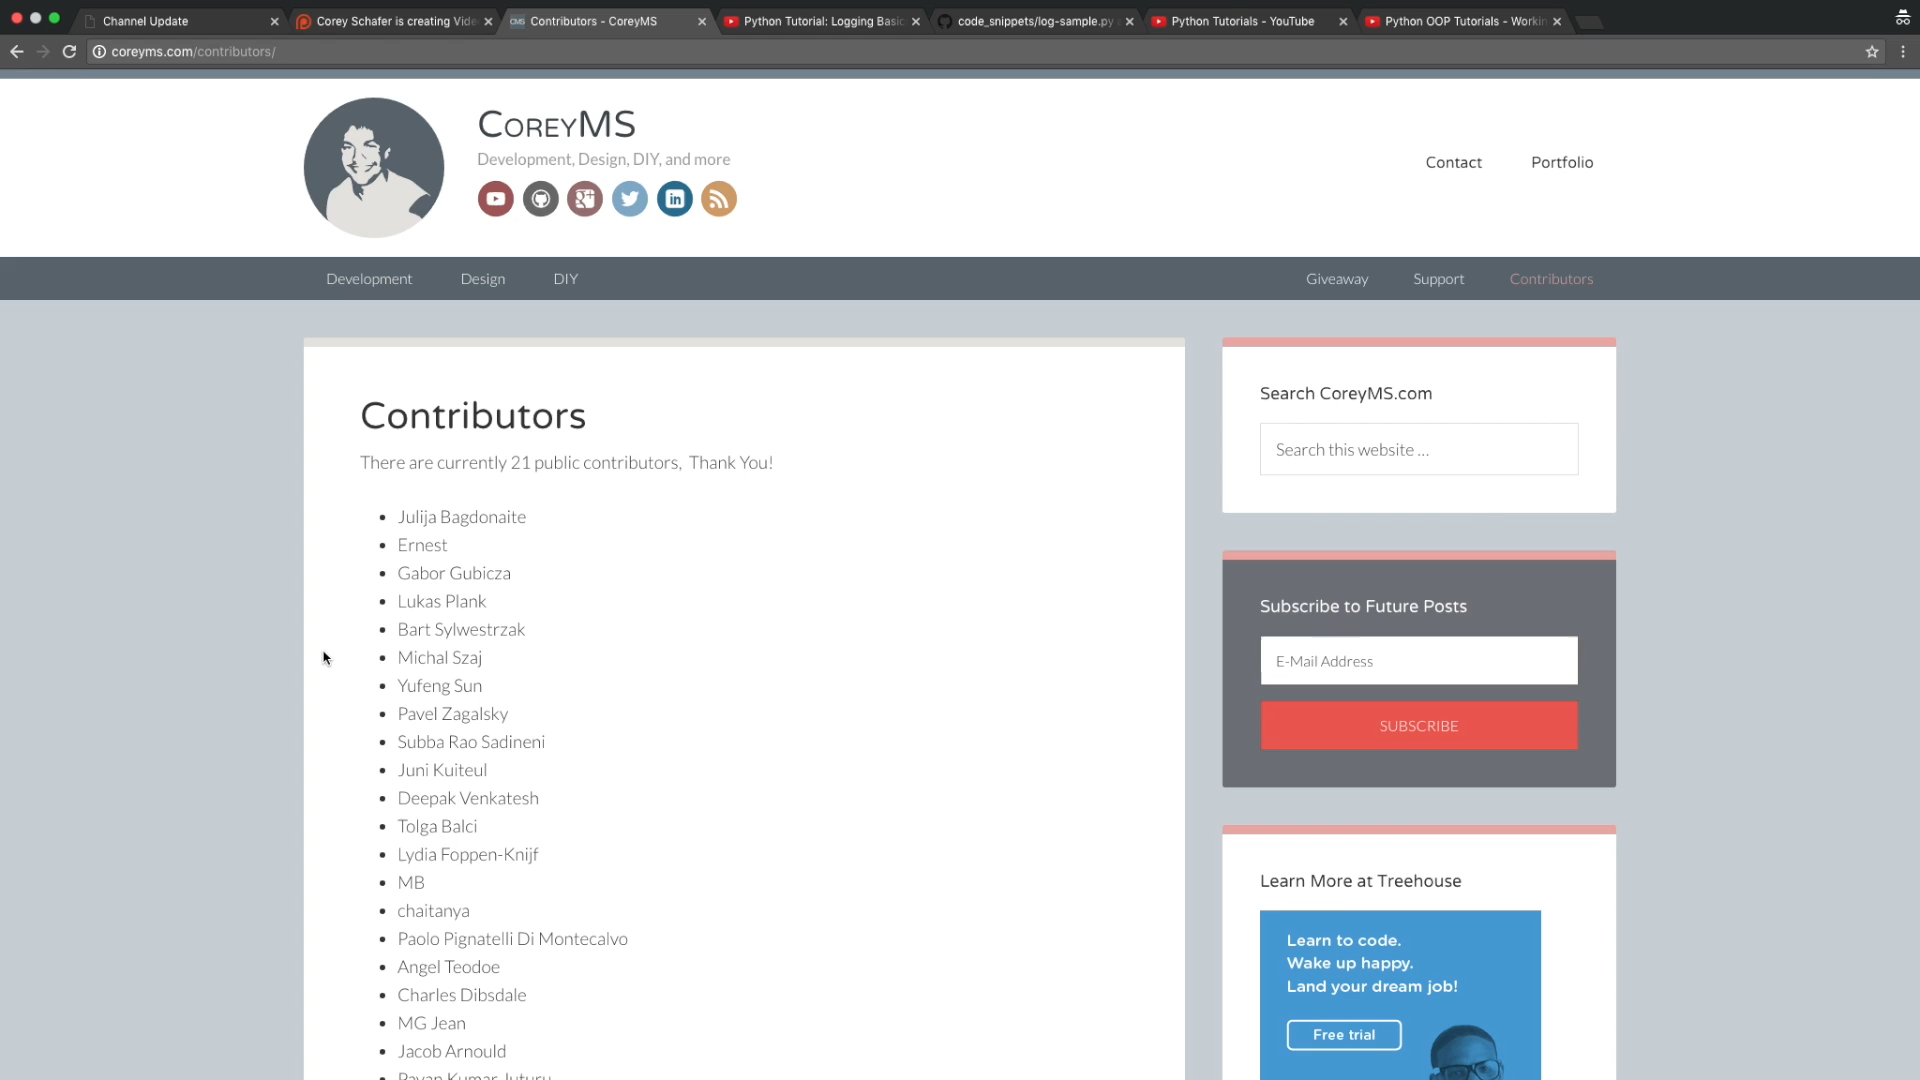 Channel Update
Corey Schafer is creating Vide
Contributors - CoreyMS
Python Tutorial: Logging Basic
code_snippets/log-sample.py
Python Tutorials - YouTube
Python OOP Tutorials - Workin
coreyms.com/contributors/
CoreyMS
Development, Design, DIY, and more
Contact
Portfolio
Development
Design
DIY
Giveaway
Support
Contributors
Contributors
There are currently 21 public contributors, Thank You!
Julija Bagdonaite
Ernest
Gabor Gubicza
Lukas Plank
Bart Sylwestrzak
Michal Szaj
Yufeng Sun
Pavel Zagalsky
Subba Rao Sadineni
Juni Kuiteul
Deepak Venkatesh
Tolga Balci
Lydia Foppen-Knijf
MB
chaitanya
Paolo Pignatelli Di Montecalvo
Angel Teodoe
Charles Dibsdale
MG Jean
Jacob Arnould
Pavan Kumar Juturu
Search CoreyMS.com
Search this website ...
Subscribe to Future Posts
E-Mail Address
SUBSCRIBE
Learn More at Treehouse
Learn to code.
Wake up happy.
Land your dream job!
Free trial